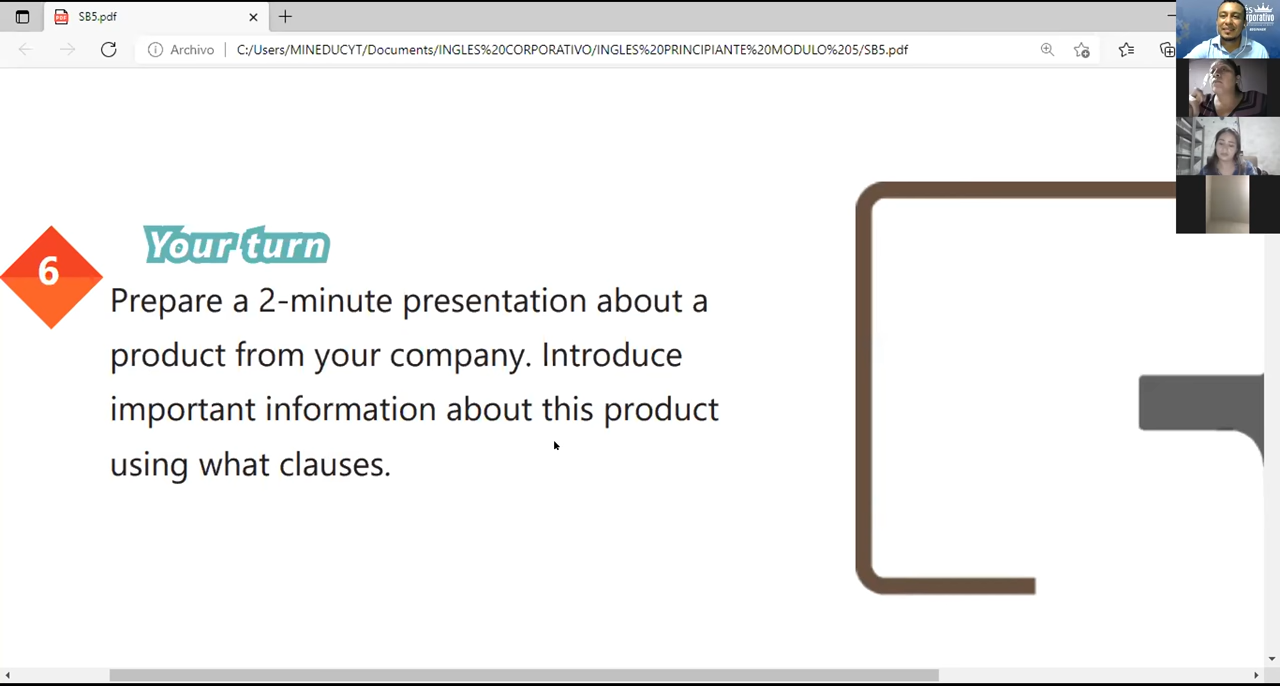 SB5.pdf
Archivo
C:/Users/MINEDUCYT/Documents/INGLES%20CORPORATIVO/INGLES%20PRINCIPIANTE%20MODULO%205/SB5.pdf
6
Your turn
Prepare a 2-minute presentation about a
product from your company. Introduce
important information about this product
using what clauses.